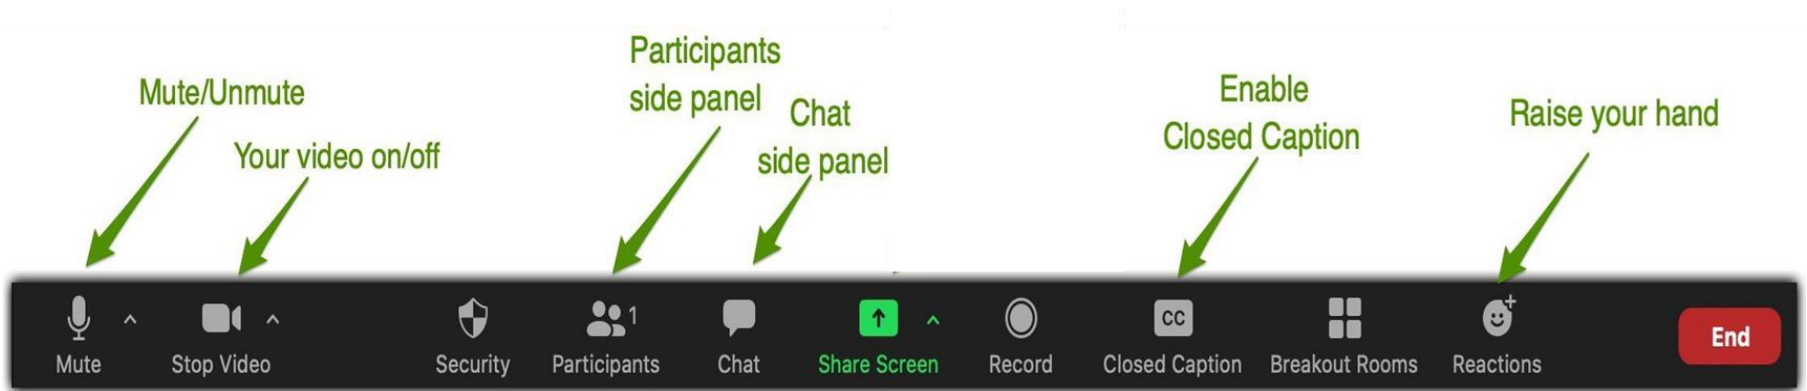 Participants
side panel
Mute/Unmute
Enable
Closed Caption
Chat
side panel
Raise your hand
Your video on/off
1
CC
Mute
Stop Video
Security
Participants
Chat
Share Screen
Record
Closed Caption
Breakout Rooms
Reactions
End